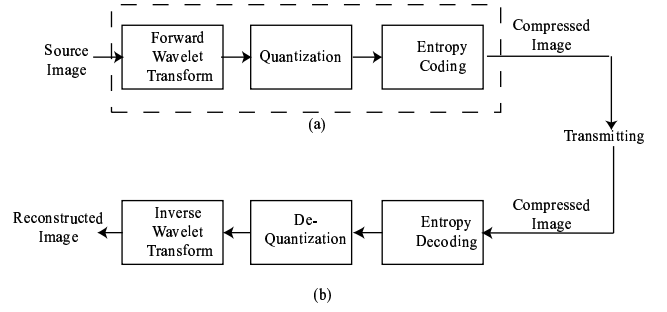 Source
Image
Forward
Wavelet
Transform
Quantization
Entropy
Coding
Compressed
Image
(a)
Transmitting
Reconstructed
Image
Inverse
Wavelet
Transform
De-
Quantization
Entropy
Decoding
Compressed
Image
(b)